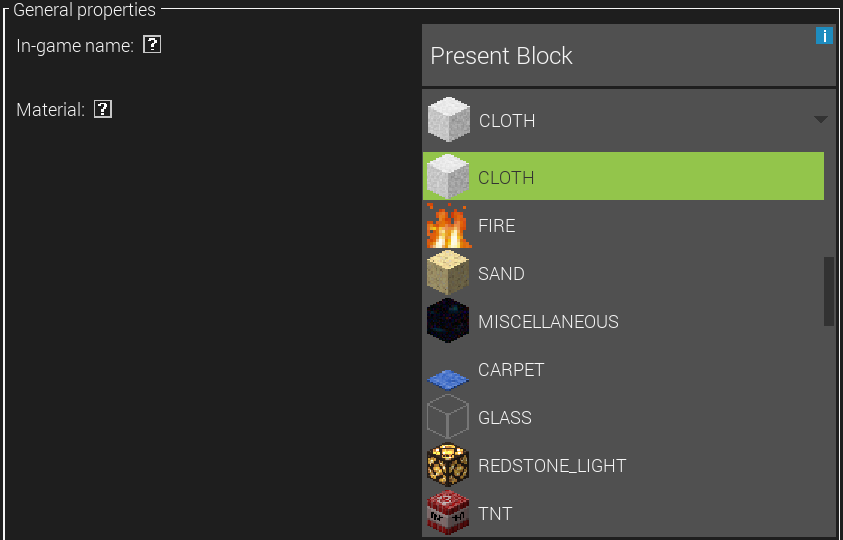 General properties
In-game name: ?
i
Present Block
Material: ?
CLOTH
CLOTH
FIRE
SAND
MISCELLANEOUS
CARPET
GLASS
REDSTONE_LIGHT
TNT